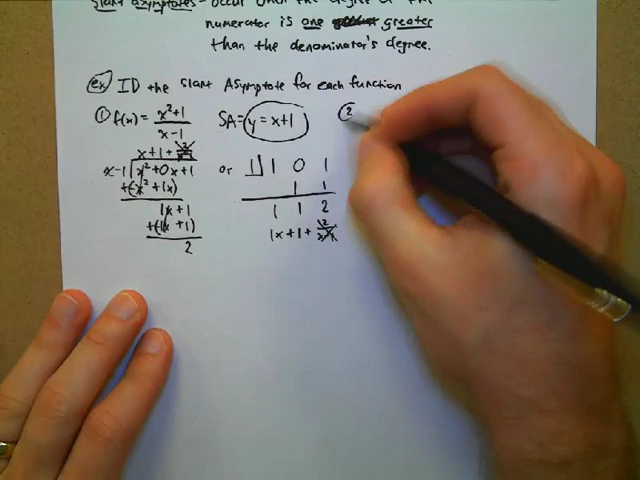 Slant asymptotes - occur when the degree of the
numerator is one greater
than the denominator's degree.
ex ID the Slant Asymptote for each function
① f(x) = x²+1 / x-1 SA= y = x+1 ②
x+1+
x-1 x²+0x+1 or 1 1 0 1
+(-x²+1x) 1 1
1x+1 1 1 2
+(-1x+1) 1x+1+ 2/x-1
2